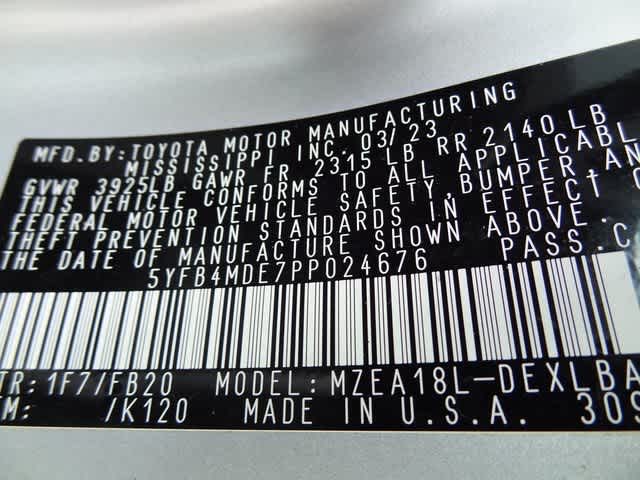 MFD.BY:TOYOTA MOTOR MANUFACTURING
MISSISSIPPI INC. 03/23
GVWR 3925LB GAWR FR 2315 LB RR 2140LB
THIS VEHICLE CONFORMS TO ALL APPLICABL
FEDERAL MOTOR VEHICLE SAFETY,BUMPER AN
THEFT PREVENTION STANDARDS IN EFFECT O
THE DATE OF MANUFACTURE SHOWN ABOVE.
5YFB4MDE7PP024676 PASS.C
TR:1F7/FB20 MODEL:MZEA18L-DEXLBA
M: /K120 MADE IN U.S.A. 309